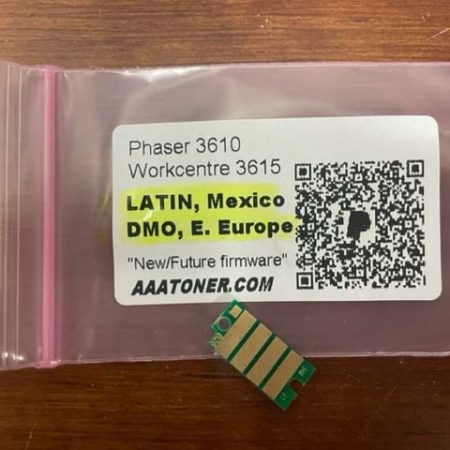 Phaser 3610
Workcentre 3615
LATIN, Mexico
DMO, E. Europe
"New/Future firmware"
AAATONER.COM